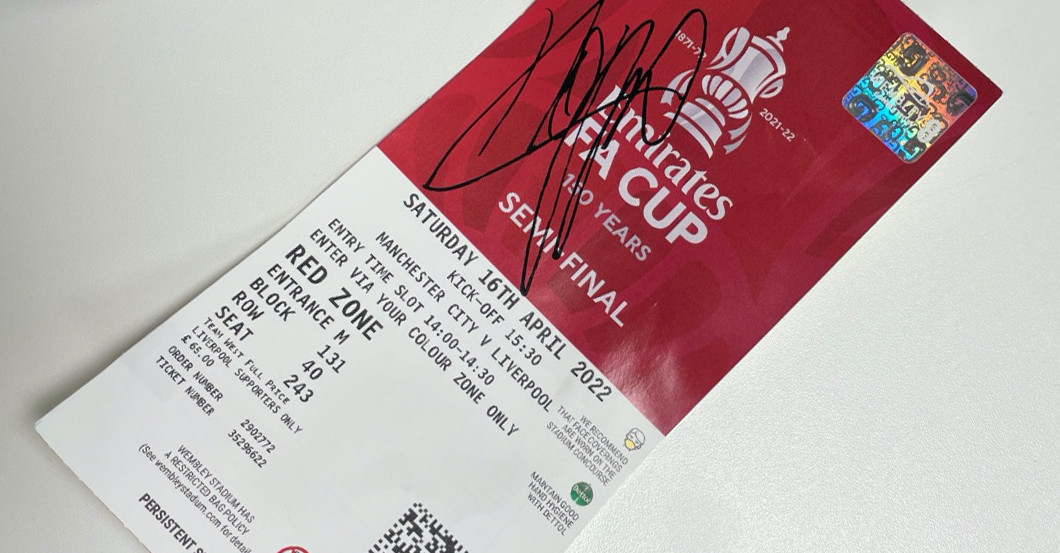 1871-72
2021-22
Emirates
FA CUP
150 YEARS
SEMI-FINAL
SATURDAY 16TH APRIL 2022
KICK-OFF 15:30
MANCHESTER CITY V LIVERPOOL
ENTRY TIME SLOT 14:00-14:30
ENTER VIA YOUR COLOUR ZONE ONLY
RED ZONE
ENTRANCE M
BLOCK 131
ROW 40
SEAT 243
TEAM WEST FULL PRICE
LIVERPOOL SUPPORTERS ONLY
£ 65.00
ORDER NUMBER 2902772
TICKET NUMBER 35296622
WE RECOMMEND
THAT FACE COVERINGS
ARE WORN ON THE
STADIUM CONCOURSE
MAINTAIN GOOD
HAND HYGIENE
WITH DETTOL
Dettol
WEMBLEY STADIUM HAS
A RESTRICTED BAG POLICY
(See wembleystadium.com for detail
PERSISTENT S